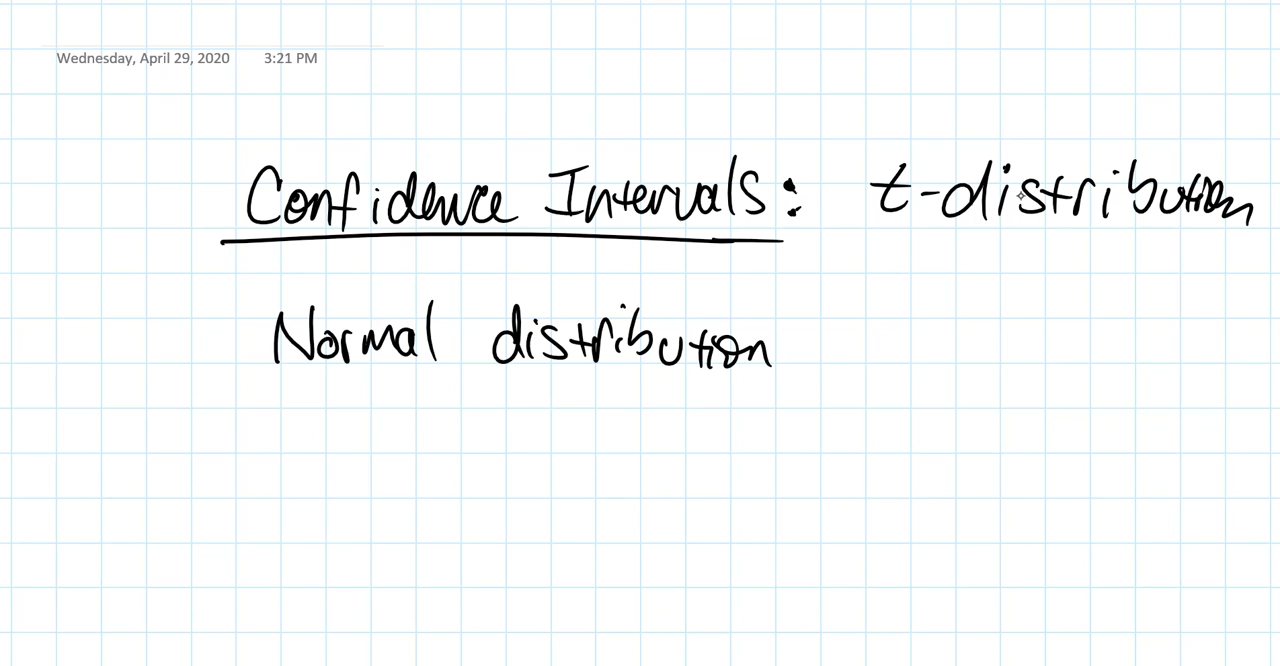 Wednesday, April 29, 2020 3:21 PM
Confidence Intervals: t-distribution
Normal distribution